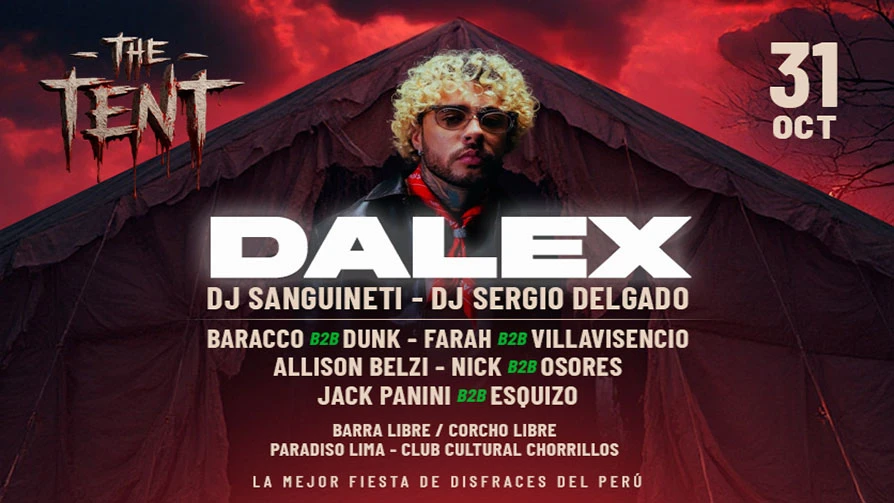 THE
TENT
31
OCT
DALEX
DJ SANGUINETI - DJ SERGIO DELGADO
BARACCO B2B DUNK - FARAH B2B VILLAVISENCIO
ALLISON BELZI - NICK B2B OSORES
JACK PANINI B2B ESQUIZO
BARRA LIBRE / CORCHO LIBRE
PARADISO LIMA - CLUB CULTURAL CHORRILLOS
LA MEJOR FIESTA DE DISFRACES DEL PERÚ